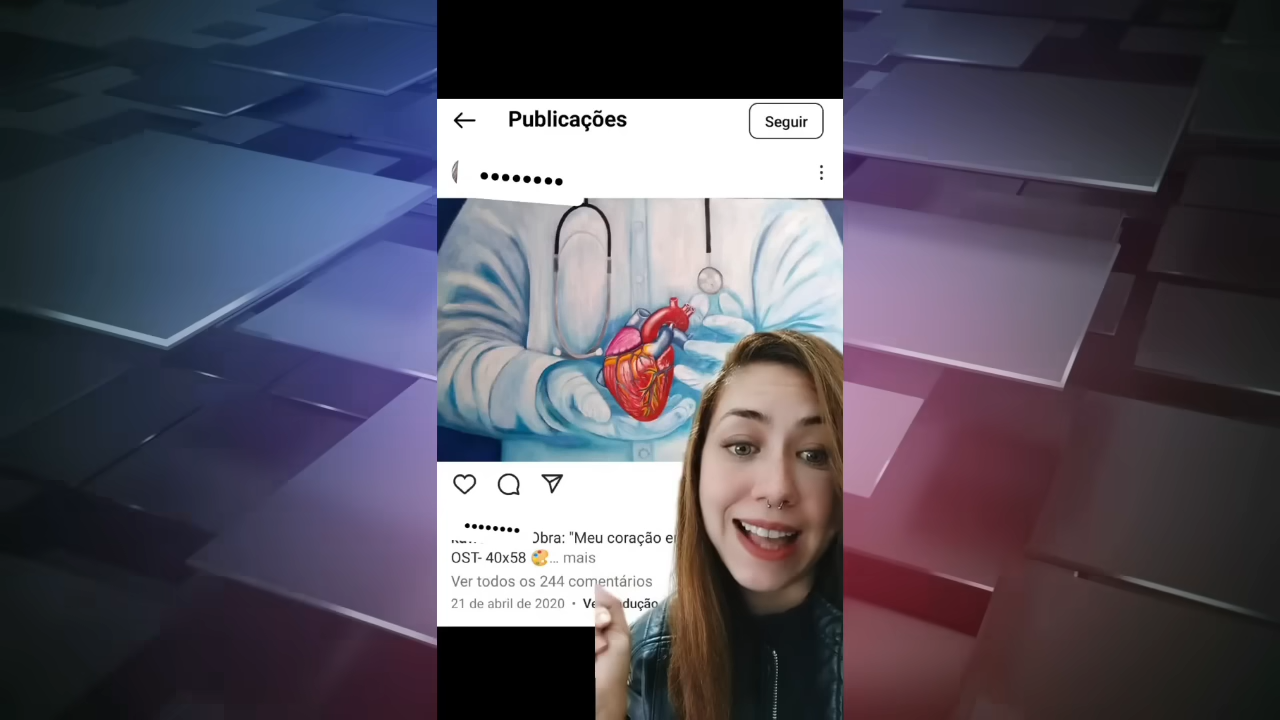 Publicações
Seguir
Obra: "Meu coração
OST- 40x58 ... mais
Ver todos os 244 comentários
21 de abril de 2020 •